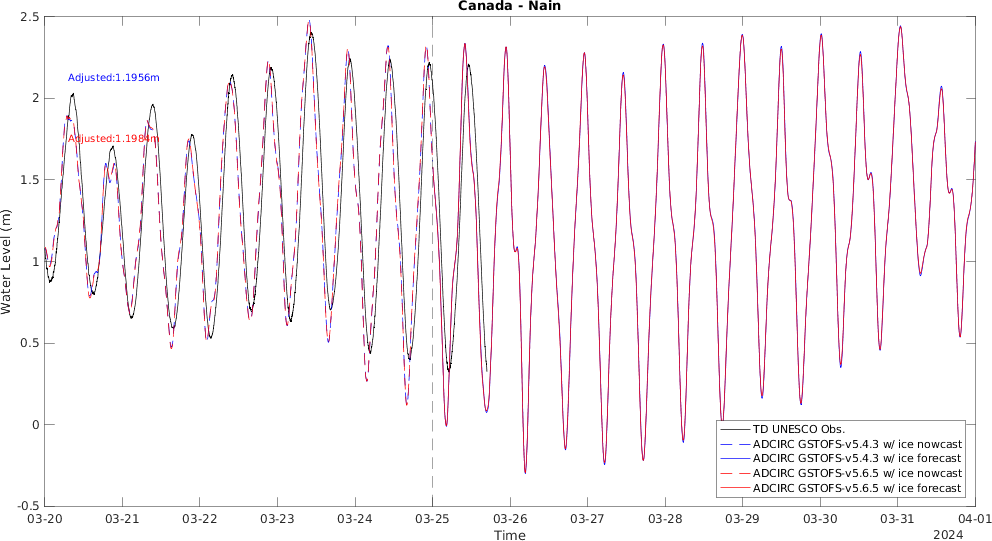 Canada - Nain
2.5
2
1.5
1
0.5
0
-0.5
Water Level (m)
Adjusted:1.1956m
Adjusted:1.1984m
TD UNESCO Obs.
ADCIRC GSTOFS-v5.4.3 w/ ice nowcast
ADCIRC GSTOFS-v5.4.3 w/ ice forecast
ADCIRC GSTOFS-v5.6.5 w/ ice nowcast
ADCIRC GSTOFS-v5.6.5 w/ ice forecast
03-20 03-21 03-22 03-23 03-24 03-25 03-26 03-27 03-28 03-29 03-30 03-31 04-01
Time
2024